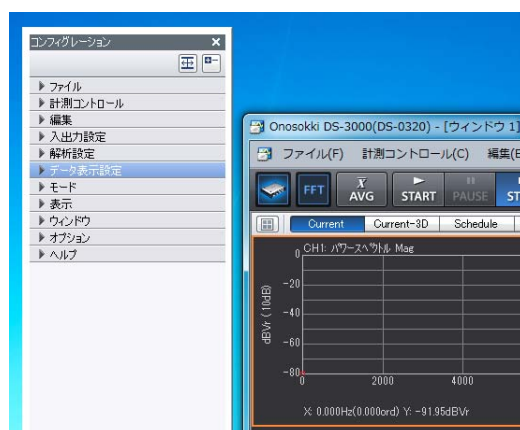 コンフィグレーション
ファイル
計測コントロール
編集
入出力設定
解析設定
データ表示設定
モード
表示
ウィンドウ
オプション
ヘルプ
Onosokki DS-3000(DS-0320) - [ウィンドウ1]
ファイル(F) 計測コントロール(C) 編集(E
FFT X AVG START PAUSE ST
Current Current-3D Schedule
CH1: パワースペクトル Mag
0
-20
-40
-60
-80
dBVr (10dB)
0 2000 4000
X: 0.000Hz(0.000ord) Y: -91.95dBVr